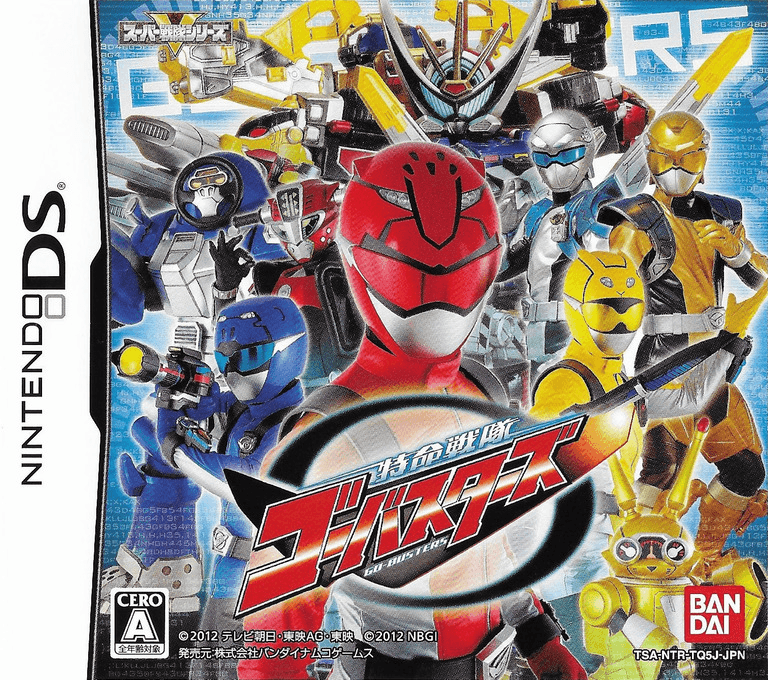 スーパー戦隊シリーズ
NINTENDO DS®
特命戦隊
ゴーバスターズ
GO-BUSTERS
CERO
A
全年齢対象
©2012 テレビ朝日・東映AG・東映 ©2012 NBGI
発売元:株式会社バンダイナムコゲームス
BAN
DAI
TSA-NTR-TQ5J-JPN